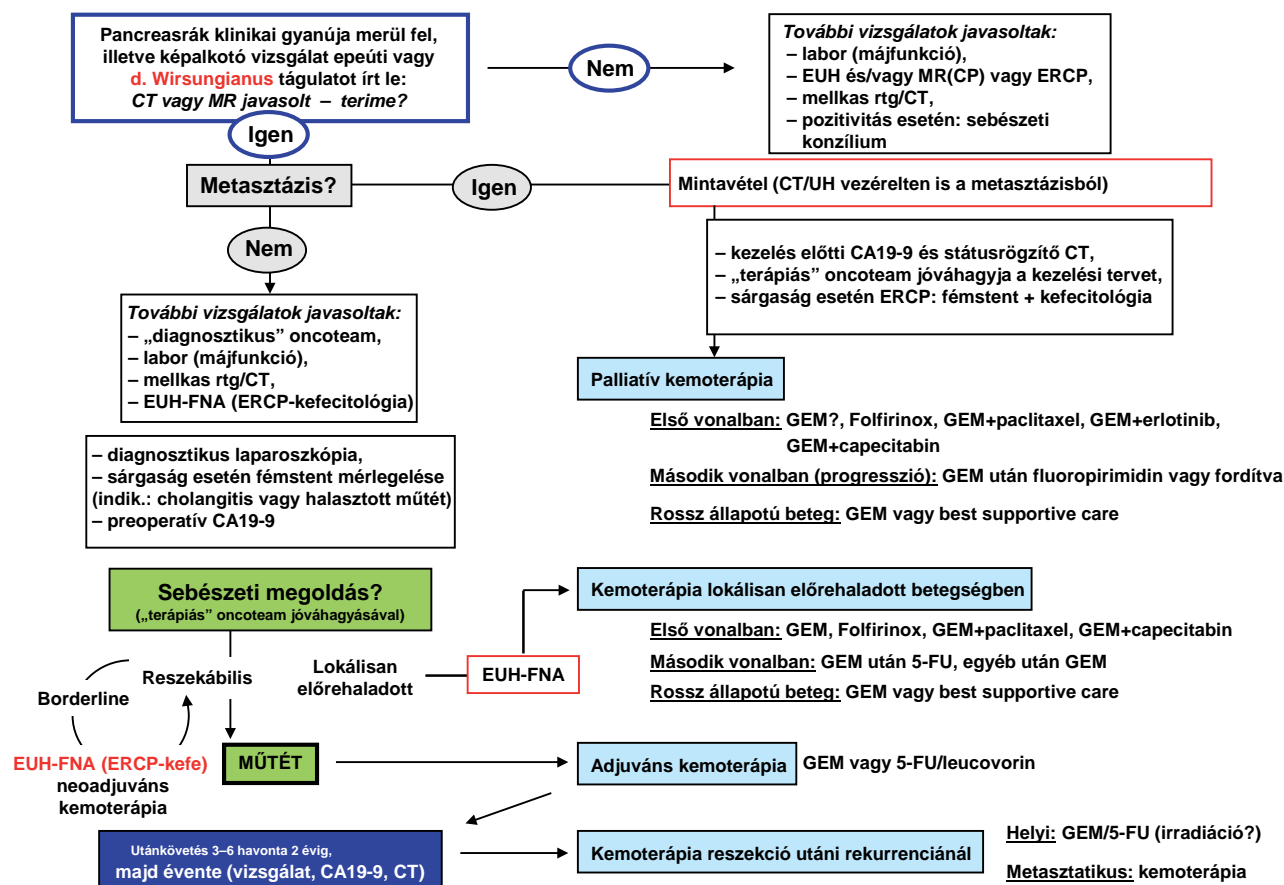 Pancreasrák klinikai gyanúja merül fel,
illetve képalkotó vizsgálat epeúti vagy
d. Wirsungianus tágulatot írt le:
CT vagy MR javasolt – terime?
Nem
További vizsgálatok javasoltak:
– labor (májfunkció),
– EUH és/vagy MR(CP) vagy ERCP,
– mellkas rtg/CT,
– pozitivitás esetén: sebészeti
konzílium
Igen
Metasztázis?
Igen
Mintavétel (CT/UH vezérelten is a metasztázisból)
Nem
– kezelés előtti CA19-9 és státusrögzítő CT,
– „terápiás” oncoteam jóváhagyja a kezelési tervet,
– sárgaság esetén ERCP: fémstent + kefecitológia
További vizsgálatok javasoltak:
– „diagnosztikus” oncoteam,
– labor (májfunkció),
– mellkas rtg/CT,
– EUH-FNA (ERCP-kefecitológia)
Palliatív kemoterápia
Első vonalban: GEM?, Folfirinox, GEM+paclitaxel, GEM+erlotinib,
GEM+capecitabin
Második vonalban (progresszió): GEM után fluoropirimidin vagy fordítva
Rossz állapotú beteg: GEM vagy best supportive care
– diagnosztikus laparoszkópia,
– sárgaság esetén fémstent mérlegelése
(indik.: cholangitis vagy halasztott műtét)
– preoperatív CA19-9
Sebészeti megoldás?
(„terápiás” oncoteam jóváhagyásával)
Kemoterápia lokálisan előrehaladott betegségben
Első vonalban: GEM, Folfirinox, GEM+paclitaxel, GEM+capecitabin
Második vonalban: GEM után 5-FU, egyéb után GEM
Rossz állapotú beteg: GEM vagy best supportive care
Lokálisan
előrehaladott
EUH-FNA
Reszekábilis
Borderline
EUH-FNA (ERCP-kefe)
neoadjuváns
kemoterápia
MŰTÉT
Adjuváns kemoterápia
GEM vagy 5-FU/leucovorin
Utánkövetés 3–6 havonta 2 évig,
majd évente (vizsgálat, CA19-9, CT)
Kemoterápia reszekció utáni rekurrenciánál
Helyi: GEM/5-FU (irradiáció?)
Metasztatikus: kemoterápia